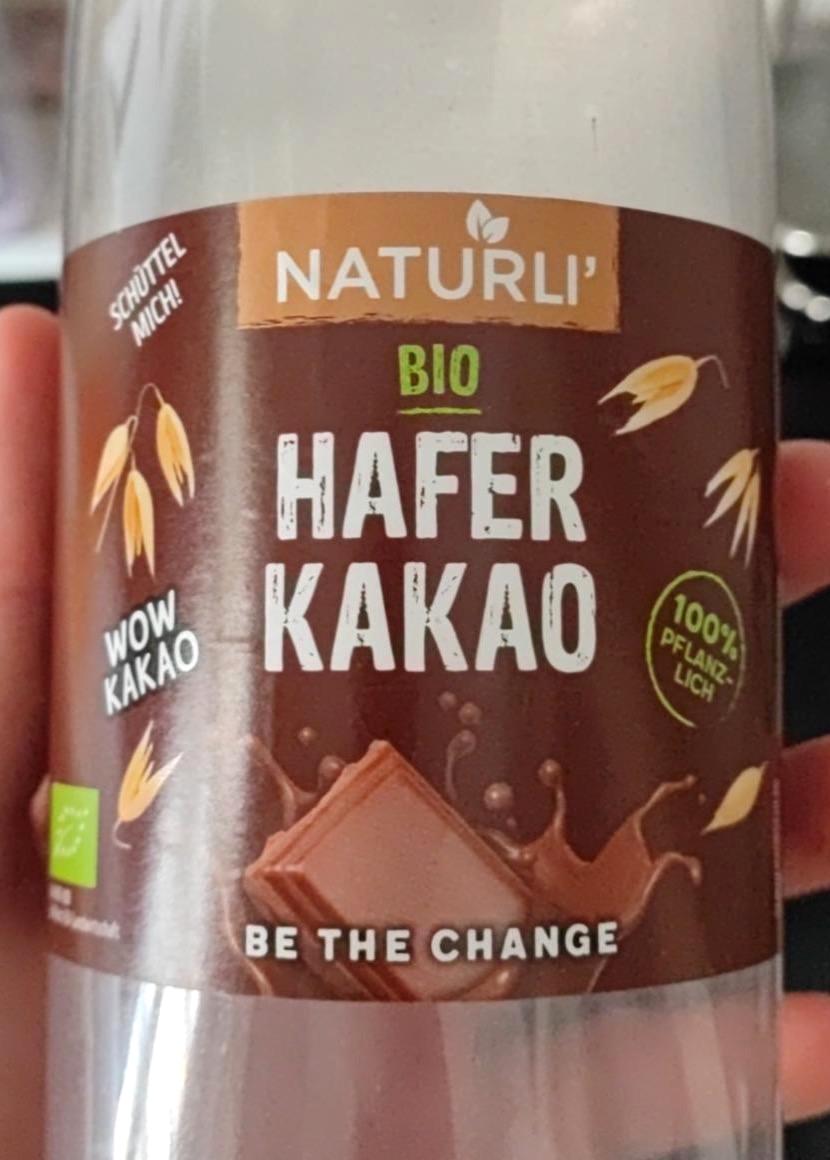 SCHÜTTEL
MICH!
NATURLI'
BIO
HAFER
KAKAO
WOW
KAKAO
100%
PFLANZ-
LICH
BE THE CHANGE